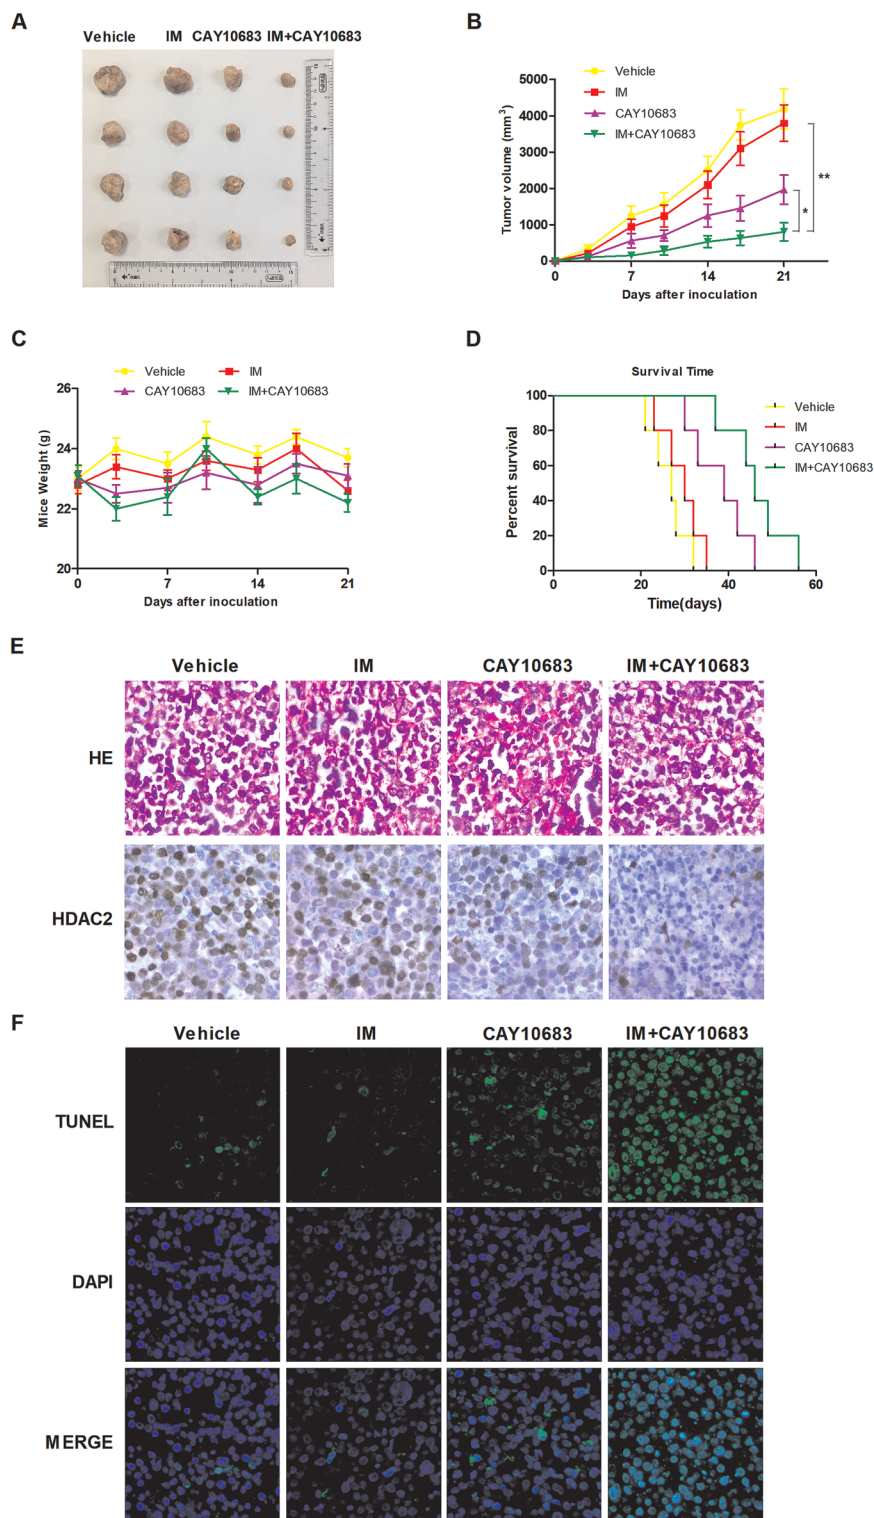 A
Vehicle IM CAY10683 IM+CAY10683
B
Vehicle
IM
CAY10683
IM+CAY10683
Tumor volume (mm³)
5000
4000
3000
2000
1000
0
**
*
0 7 14 21
Days after inoculation
C
Vehicle IM
CAY10683 IM+CAY10683
Mice Weight (g)
26
24
22
20
0 7 14 21
Days after inoculation
D
Survival Time
Percent survival
100
80
60
40
20
0
Vehicle
IM
CAY10683
IM+CAY10683
0 20 40 60
Time(days)
E
Vehicle IM CAY10683 IM+CAY10683
HE
HDAC2
F
Vehicle IM CAY10683 IM+CAY10683
TUNEL
DAPI
MERGE